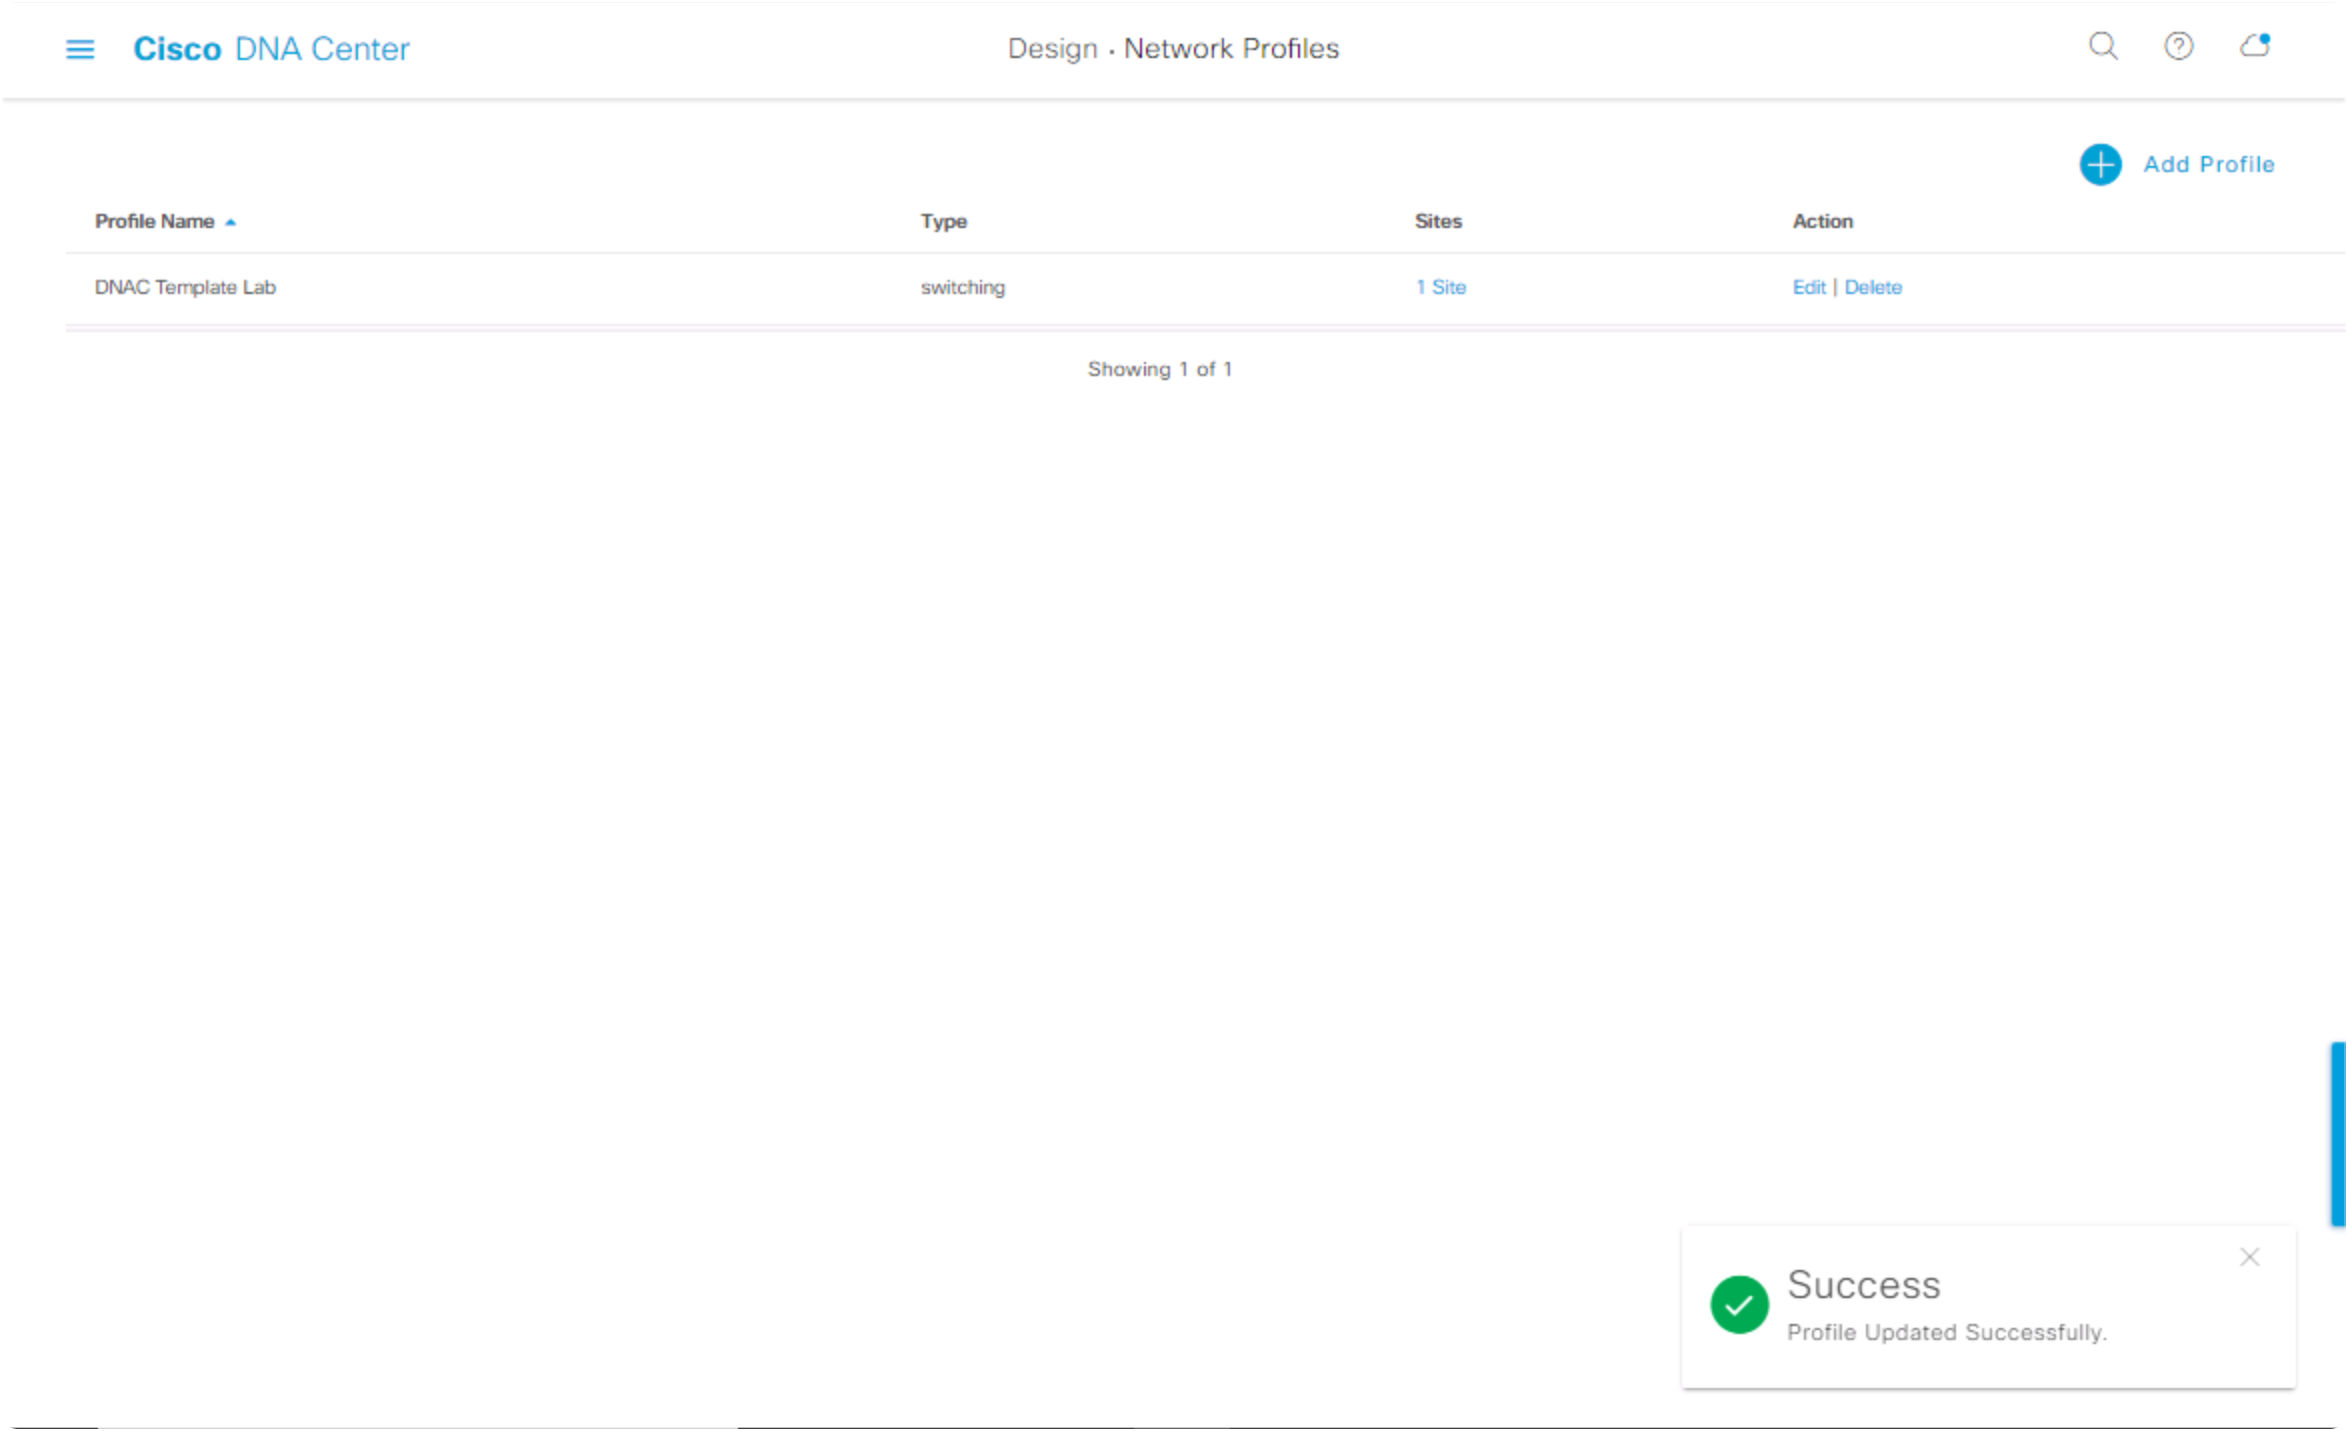 Cisco DNA Center
Design · Network Profiles
Add Profile
Profile Name Type Sites Action
DNAC Template Lab switching 1 Site Edit | Delete
Showing 1 of 1
Success
Profile Updated Successfully.